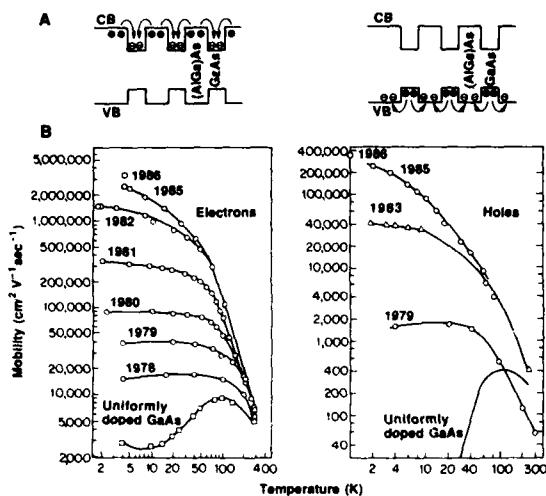 A
CB
(AlGa)As
GaAs
VB
CB
(AlGa)As
GaAs
VB
B
Mobility (cm² V⁻¹ sec⁻¹)
5,000,000
2,000,000
1,000,000
500,000
200,000
100,000
50,000
20,000
10,000
5000
2000
1986
1985
Electrons
1982
1981
1980
1979
1978
Uniformly
doped GaAs
2 5 10 20 50 100 400
400,000
200,000
100,000
40,000
20,000
10,000
4,000
2,000
1,000
400
200
100
40
1986
1985
Holes
1983
1979
Uniformly
doped GaAs
2 4 10 20 40 100 400
Temperature (K)